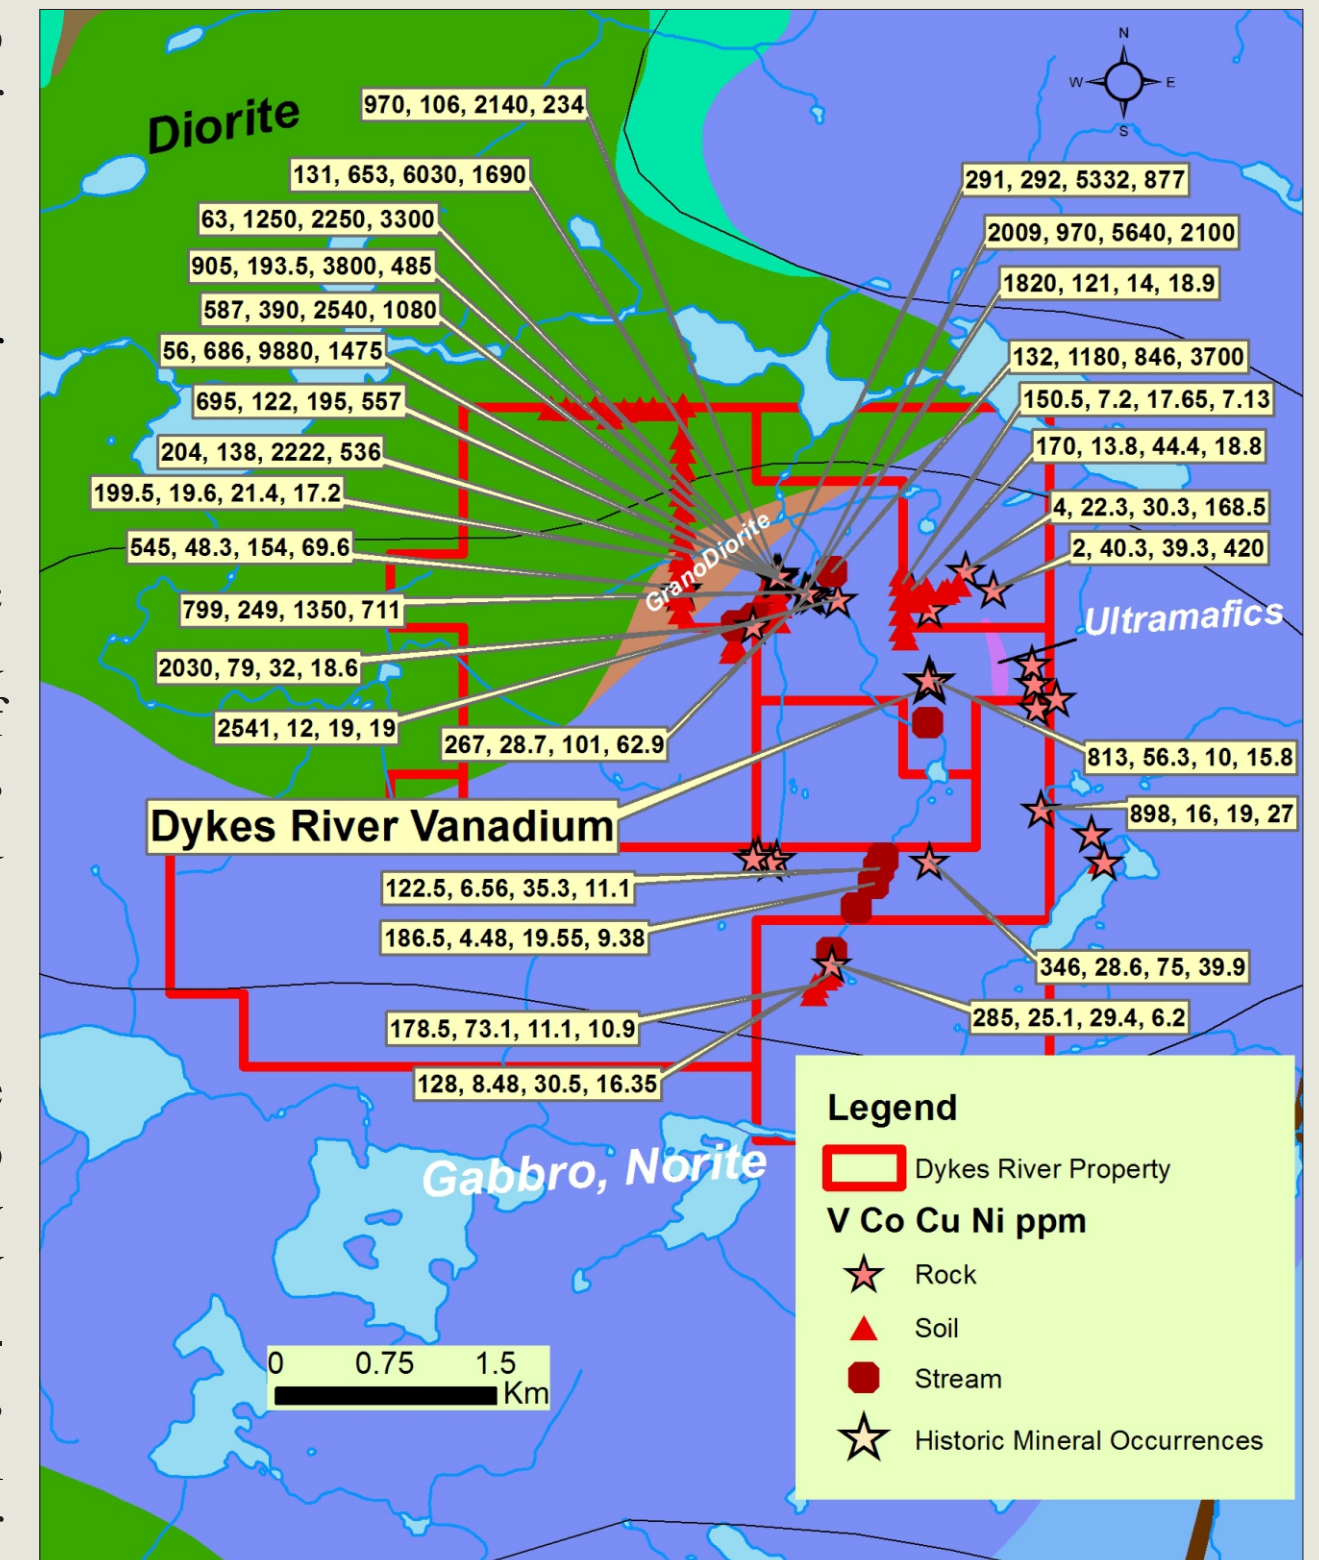 N
W
E
S
Diorite
970, 106, 2140, 234
131, 653, 6030, 1690
63, 1250, 2250, 3300
905, 193.5, 3800, 485
587, 390, 2540, 1080
56, 686, 9880, 1475
695, 122, 195, 557
204, 138, 2222, 536
199.5, 19.6, 21.4, 17.2
545, 48.3, 154, 69.6
799, 249, 1350, 711
2030, 79, 32, 18.6
2541, 12, 19, 19
267, 28.7, 101, 62.9
291, 292, 5332, 877
2009, 970, 5640, 2100
1820, 121, 14, 18.9
132, 1180, 846, 3700
150.5, 7.2, 17.65, 7.13
170, 13.8, 44.4, 18.8
4, 22.3, 30.3, 168.5
2, 40.3, 39.3, 420
GranoDiorite
Ultramafics
813, 56.3, 10, 15.8
898, 16, 19, 27
Dykes River Vanadium
122.5, 6.56, 35.3, 11.1
186.5, 4.48, 19.55, 9.38
346, 28.6, 75, 39.9
285, 25.1, 29.4, 6.2
178.5, 73.1, 11.1, 10.9
128, 8.48, 30.5, 16.35
Gabbro, Norite
Legend
Dykes River Property
V Co Cu Ni ppm
Rock
Soil
Stream
Historic Mineral Occurrences
0 0.75 1.5
Km